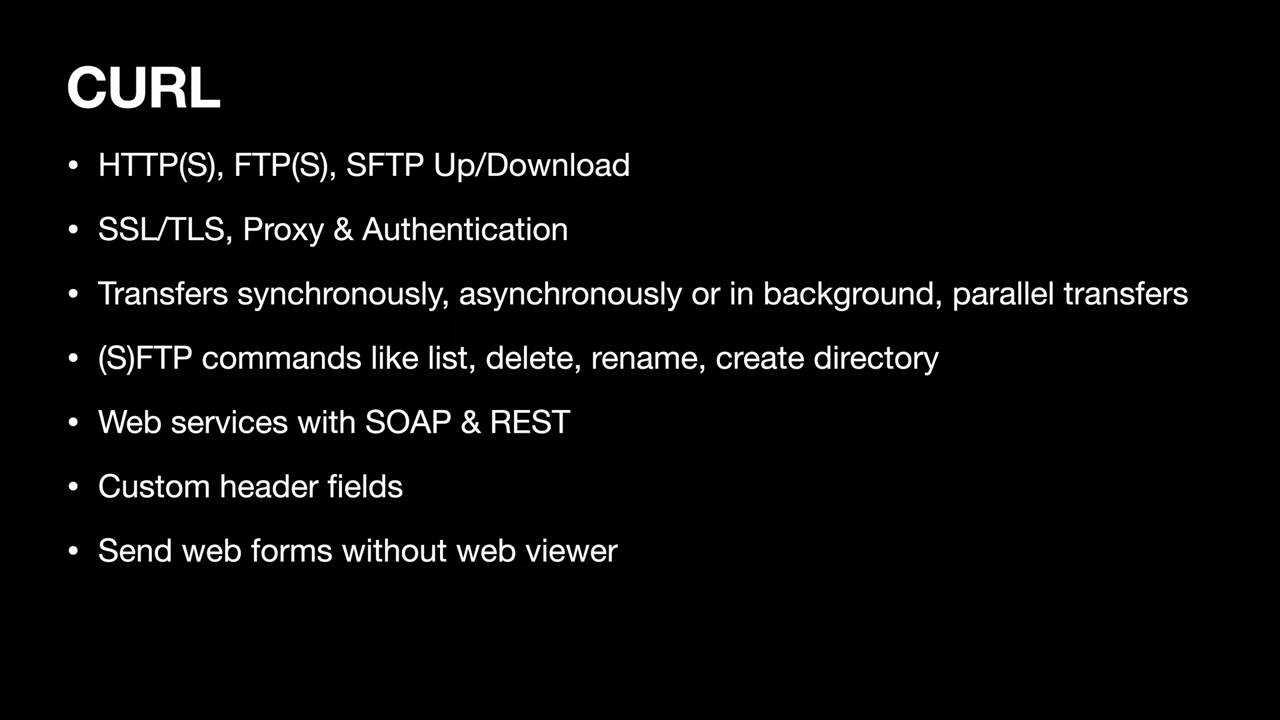 CURL
• HTTP(S), FTP(S), SFTP Up/Download
• SSL/TLS, Proxy & Authentication
• Transfers synchronously, asynchronously or in background, parallel transfers
• (S)FTP commands like list, delete, rename, create directory
• Web services with SOAP & REST
• Custom header fields
• Send web forms without web viewer